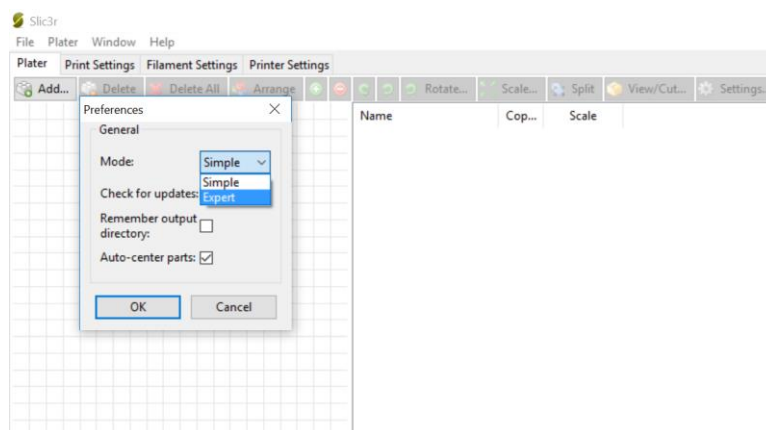 Slic3r
File Plater Window Help
Plater Print Settings Filament Settings Printer Settings
Add... Delete Delete All Arrange Rotate... Scale... Split View/Cut... Settings...
Name Cop... Scale
Preferences
General
Mode: Simple
Simple
Expert
Check for updates:
Remember output
directory:
Auto-center parts:
OK Cancel